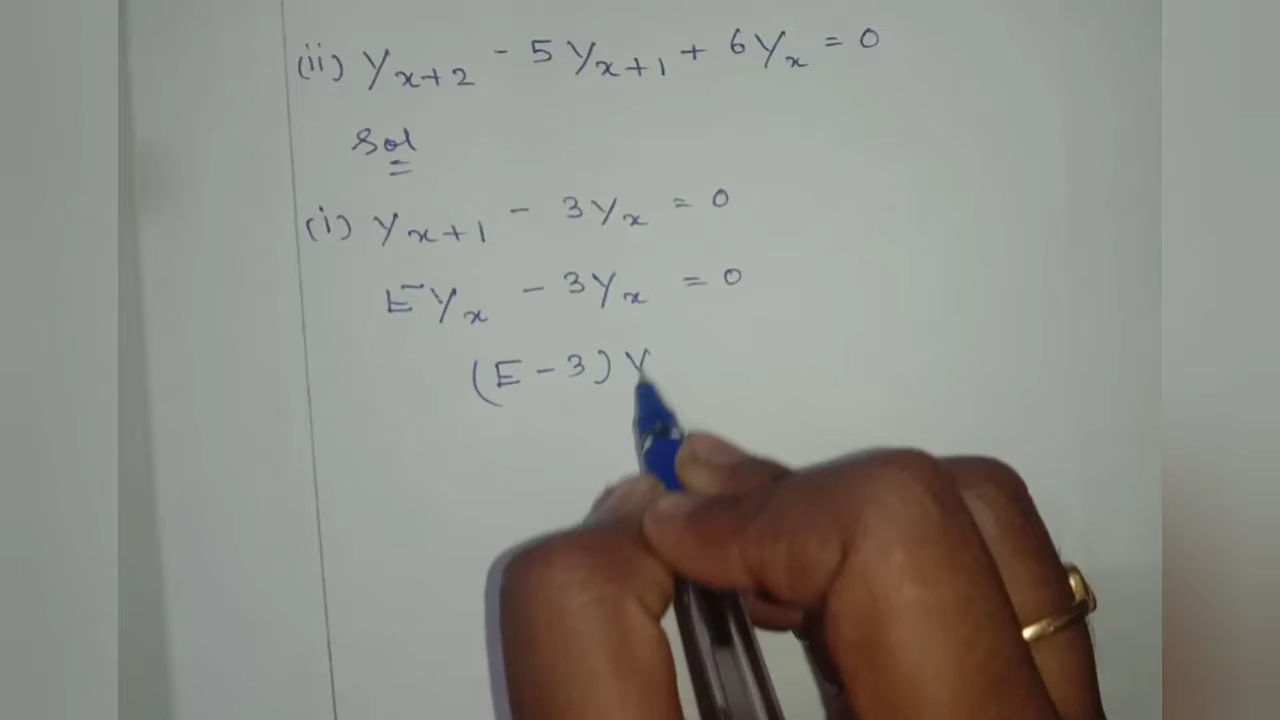 (ii) Yx+2 - 5Yx+1 + 6Yx = 0
Sol
(i) Yx+1 - 3Yx = 0
EYx - 3Yx = 0
(E-3) Y